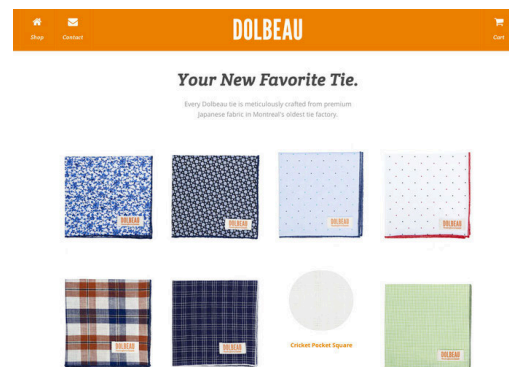 Shop
Contact
DOLBEAU
Cart
Your New Favorite Tie.
Every Dolbeau tie is meticulously crafted from premium
Japanese fabric in Montreal's oldest tie factory.
DOLBEAU
DOLBEAU
DOLBEAU
DOLBEAU
Cricket Pocket Square
DOLBEAU
DOLBEAU
DOLBEAU